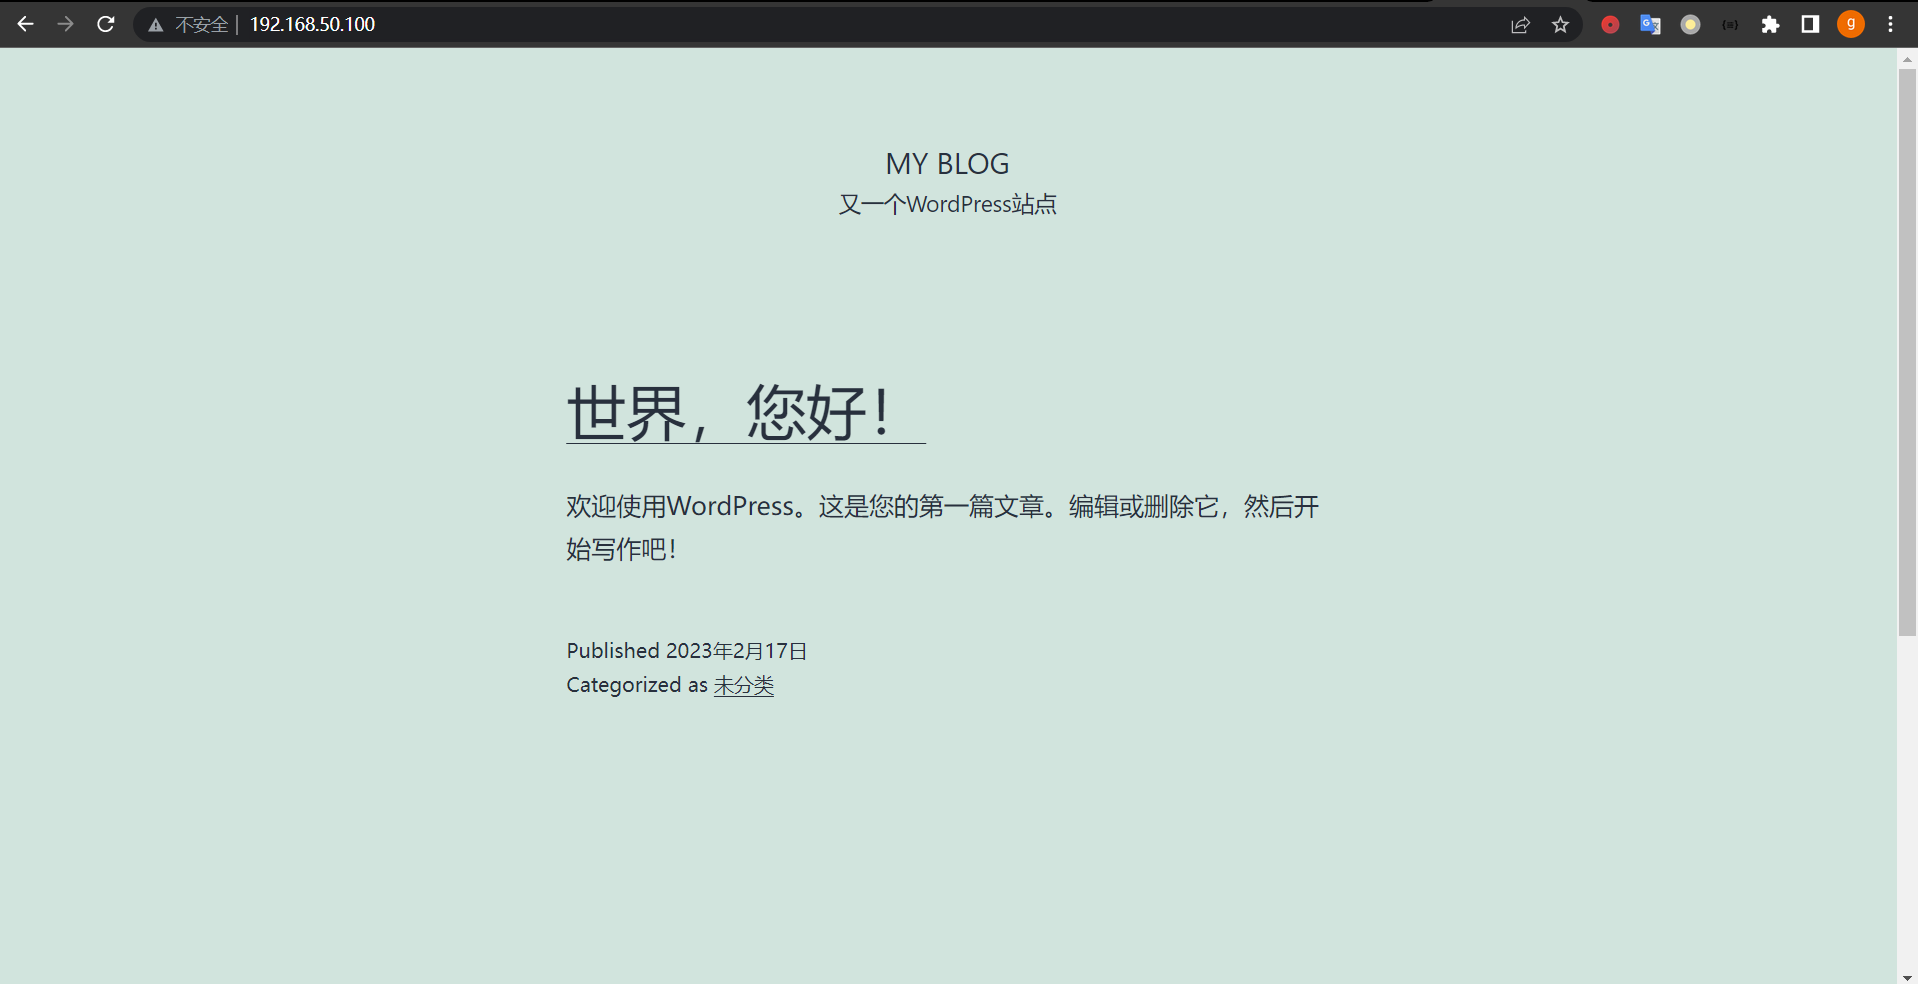 不安全 | 192.168.50.100
g
MY BLOG
又一个WordPress站点
世界，您好！
欢迎使用WordPress。这是您的第一篇文章。编辑或删除它，然后开
始写作吧！
Published 2023年2月17日
Categorized as 未分类